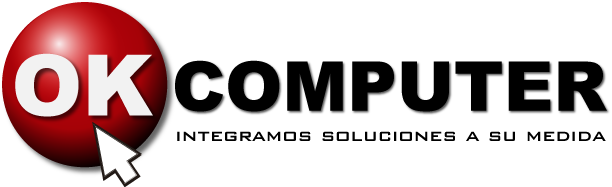 OK COMPUTER
INTEGRAMOS SOLUCIONES A SU MEDIDA